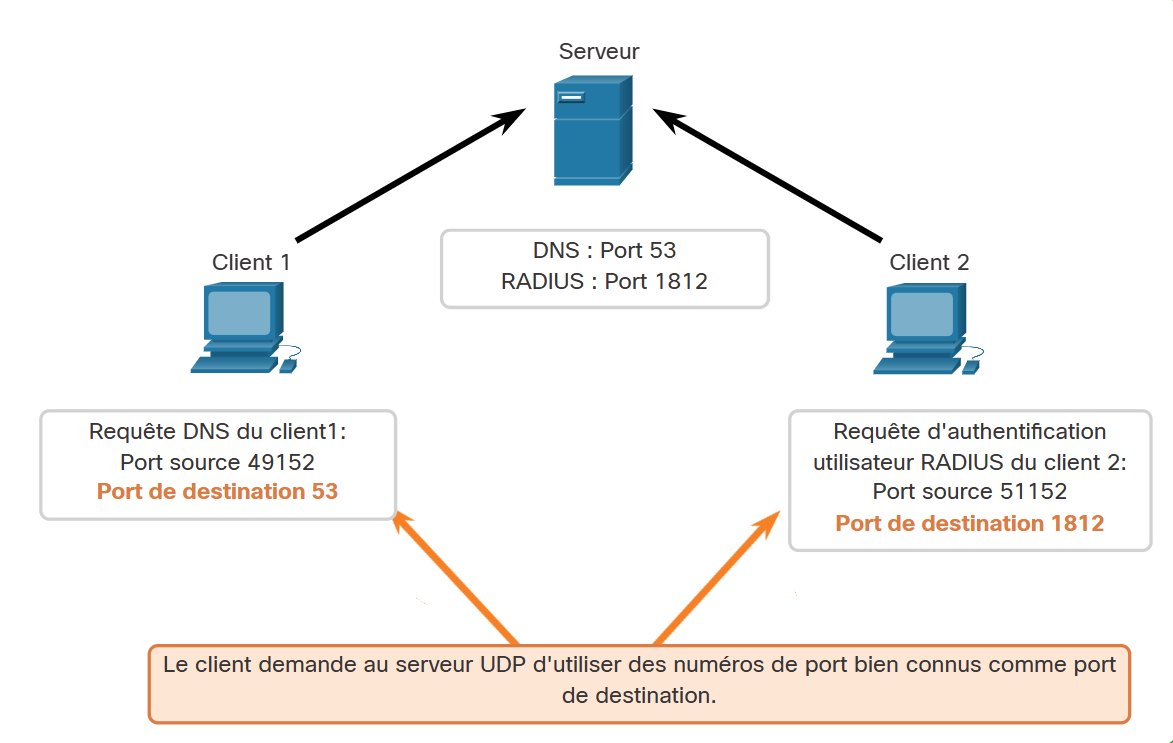 Serveur
Client 1
DNS : Port 53
RADIUS : Port 1812
Client 2
Requête DNS du client1:
Port source 49152
Port de destination 53
Requête d'authentification
utilisateur RADIUS du client 2:
Port source 51152
Port de destination 1812
Le client demande au serveur UDP d'utiliser des numéros de port bien connus comme port
de destination.